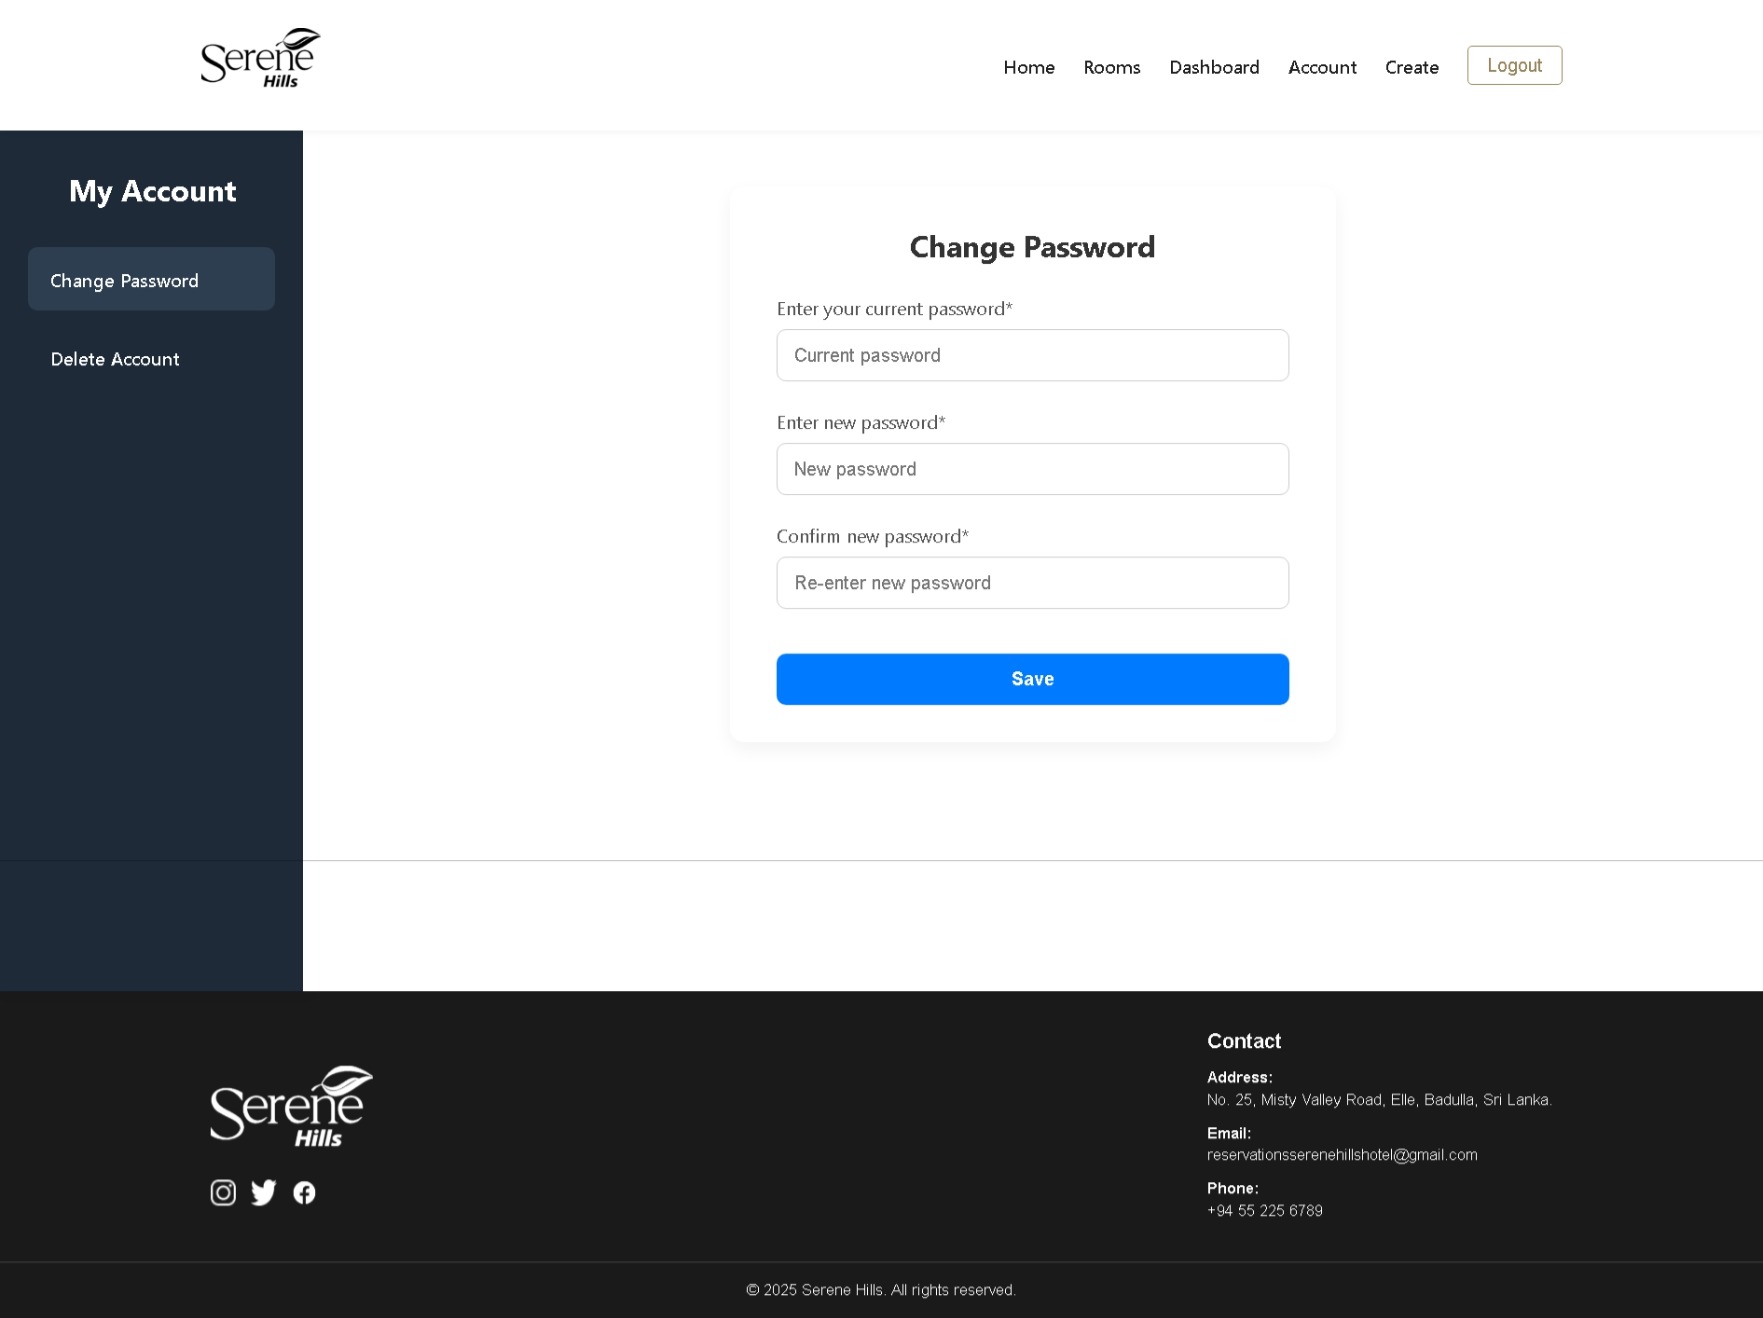 Serene
Hills
Home
Rooms
Dashboard
Account
Create
Logout
My Account
Change Password
Delete Account
Change Password
Enter your current password*
Current password
Enter new password*
New password
Confirm new password*
Re-enter new password
Save
Serene
Hills
Contact
Address:
No. 25, Misty Valley Road, Elle, Badulla, Sri Lanka.
Email:
reservationsserenehillshotel@gmail.com
Phone:
+94 55 225 6789
© 2025 Serene Hills. All rights reserved.